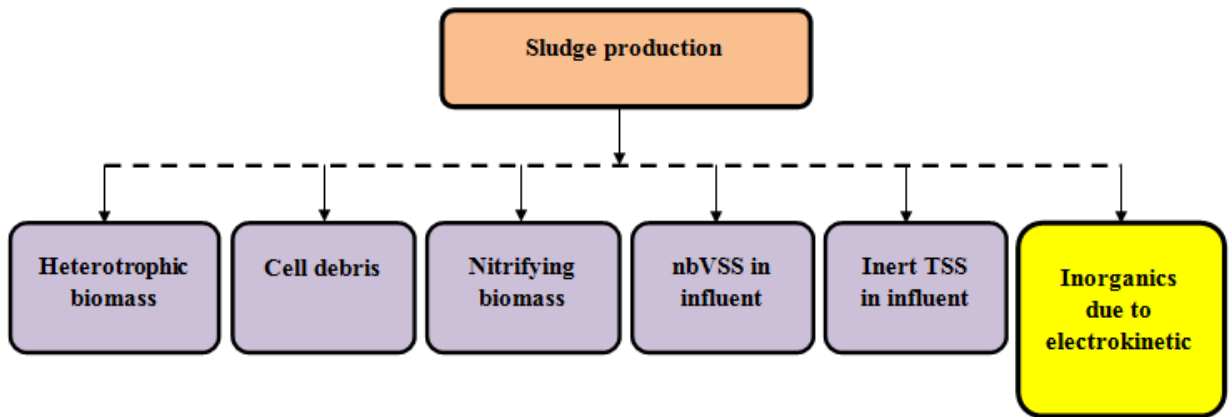 Sludge production
Heterotrophic
biomass
Cell debris
Nitrifying
biomass
nbVSS in
influent
Inert TSS
in influent
Inorganics
due to
electrokinetic